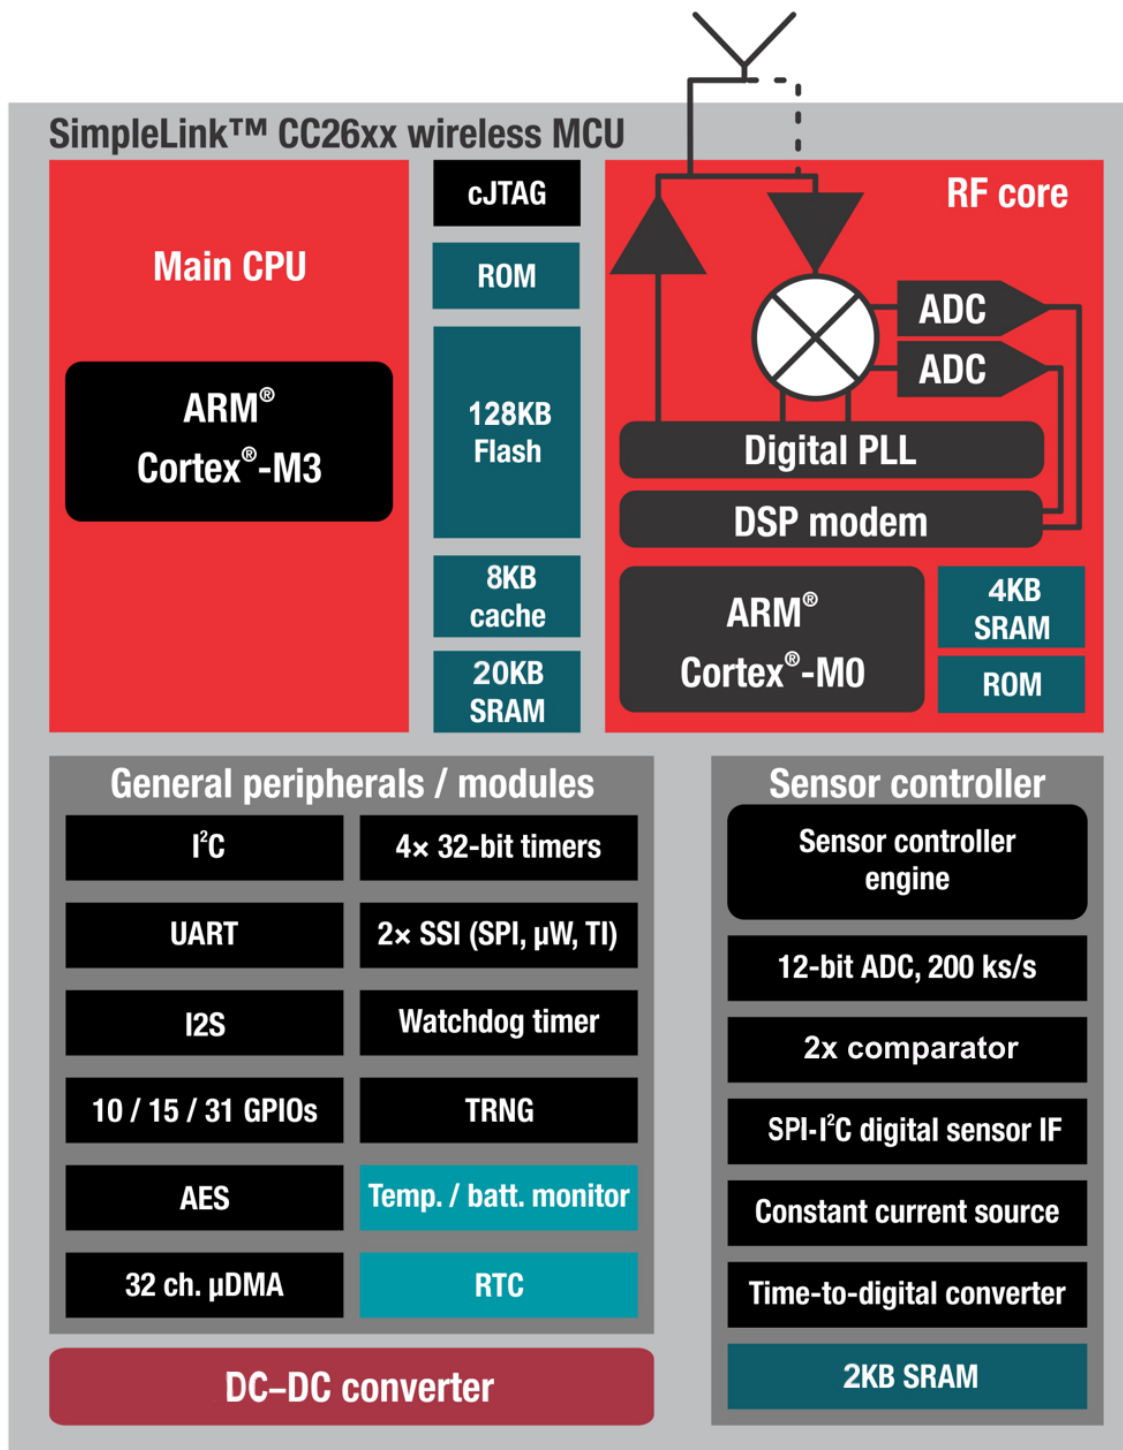 SimpleLink™ CC26xx wireless MCU
Main CPU
ARM®
Cortex®-M3
cJTAG
ROM
128KB
Flash
8KB
cache
20KB
SRAM
RF core
ADC
ADC
Digital PLL
DSP modem
ARM®
Cortex®-M0
4KB
SRAM
ROM
General peripherals / modules
I²C
4× 32-bit timers
UART
2× SSI (SPI, µW, TI)
I2S
Watchdog timer
10 / 15 / 31 GPIOs
TRNG
AES
Temp. / batt. monitor
32 ch. µDMA
RTC
DC–DC converter
Sensor controller
Sensor controller
engine
12-bit ADC, 200 ks/s
2x comparator
SPI-I²C digital sensor IF
Constant current source
Time-to-digital converter
2KB SRAM